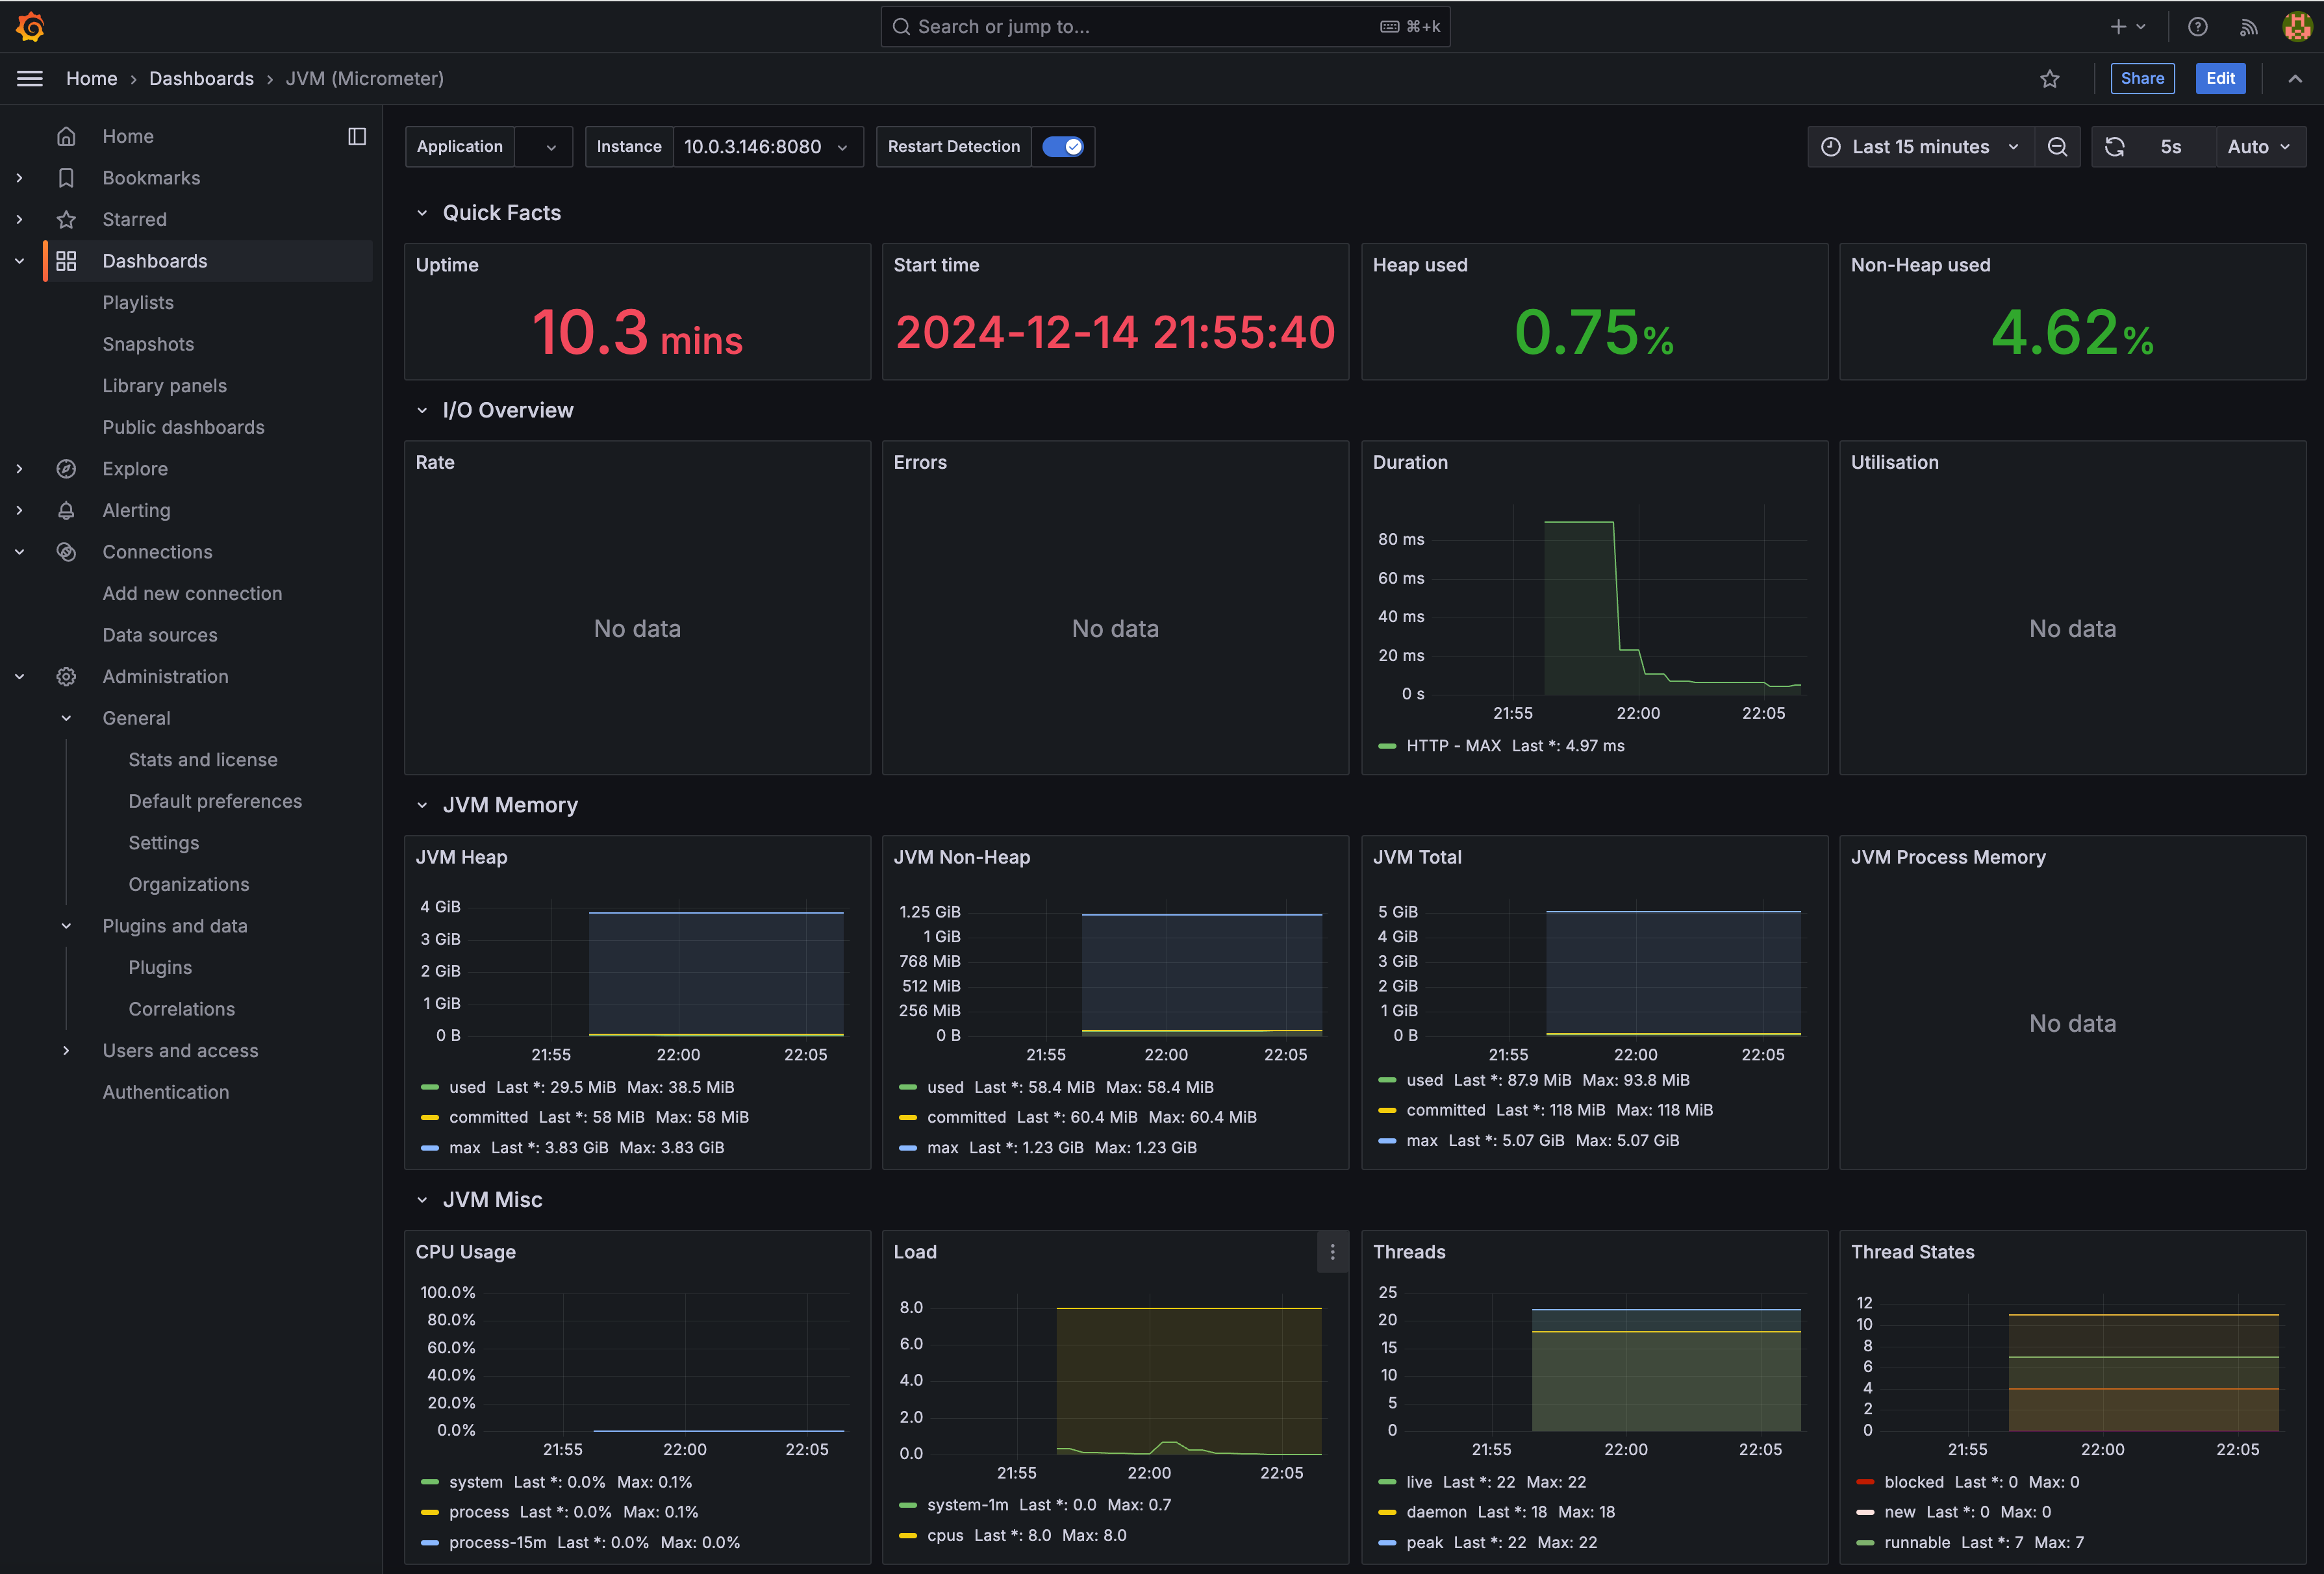 Search or jump to... ⌘+k
Home › Dashboards › JVM (Micrometer)
Share Edit
Home
Bookmarks
Starred
Dashboards
Playlists
Snapshots
Library panels
Public dashboards
Explore
Alerting
Connections
Add new connection
Data sources
Administration
General
Stats and license
Default preferences
Settings
Organizations
Plugins and data
Plugins
Correlations
Users and access
Authentication
Application Instance 10.0.3.146:8080 Restart Detection Last 15 minutes 5s Auto
Quick Facts
Uptime
10.3 mins
Start time
2024-12-14 21:55:40
Heap used
0.75%
Non-Heap used
4.62%
I/O Overview
Rate
No data
Errors
No data
Duration
80 ms
60 ms
40 ms
20 ms
0 s
21:55 22:00 22:05
HTTP - MAX Last *: 4.97 ms
Utilisation
No data
JVM Memory
JVM Heap
4 GiB
3 GiB
2 GiB
1 GiB
0 B
21:55 22:00 22:05
used Last *: 29.5 MiB Max: 38.5 MiB
committed Last *: 58 MiB Max: 58 MiB
max Last *: 3.83 GiB Max: 3.83 GiB
JVM Non-Heap
1.25 GiB
1 GiB
768 MiB
512 MiB
256 MiB
0 B
21:55 22:00 22:05
used Last *: 58.4 MiB Max: 58.4 MiB
committed Last *: 60.4 MiB Max: 60.4 MiB
max Last *: 1.23 GiB Max: 1.23 GiB
JVM Total
5 GiB
4 GiB
3 GiB
2 GiB
1 GiB
0 B
21:55 22:00 22:05
used Last *: 87.9 MiB Max: 93.8 MiB
committed Last *: 118 MiB Max: 118 MiB
max Last *: 5.07 GiB Max: 5.07 GiB
JVM Process Memory
No data
JVM Misc
CPU Usage
100.0%
80.0%
60.0%
40.0%
20.0%
0.0%
21:55 22:00 22:05
system Last *: 0.0% Max: 0.1%
process Last *: 0.0% Max: 0.1%
process-15m Last *: 0.0% Max: 0.0%
Load
8.0
6.0
4.0
2.0
0.0
21:55 22:00 22:05
system-1m Last *: 0.0 Max: 0.7
cpus Last *: 8.0 Max: 8.0
Threads
25
20
15
10
5
0
21:55 22:00 22:05
live Last *: 22 Max: 22
daemon Last *: 18 Max: 18
peak Last *: 22 Max: 22
Thread States
12
10
8
6
4
2
0
21:55 22:00 22:05
blocked Last *: 0 Max: 0
new Last *: 0 Max: 0
runnable Last *: 7 Max: 7